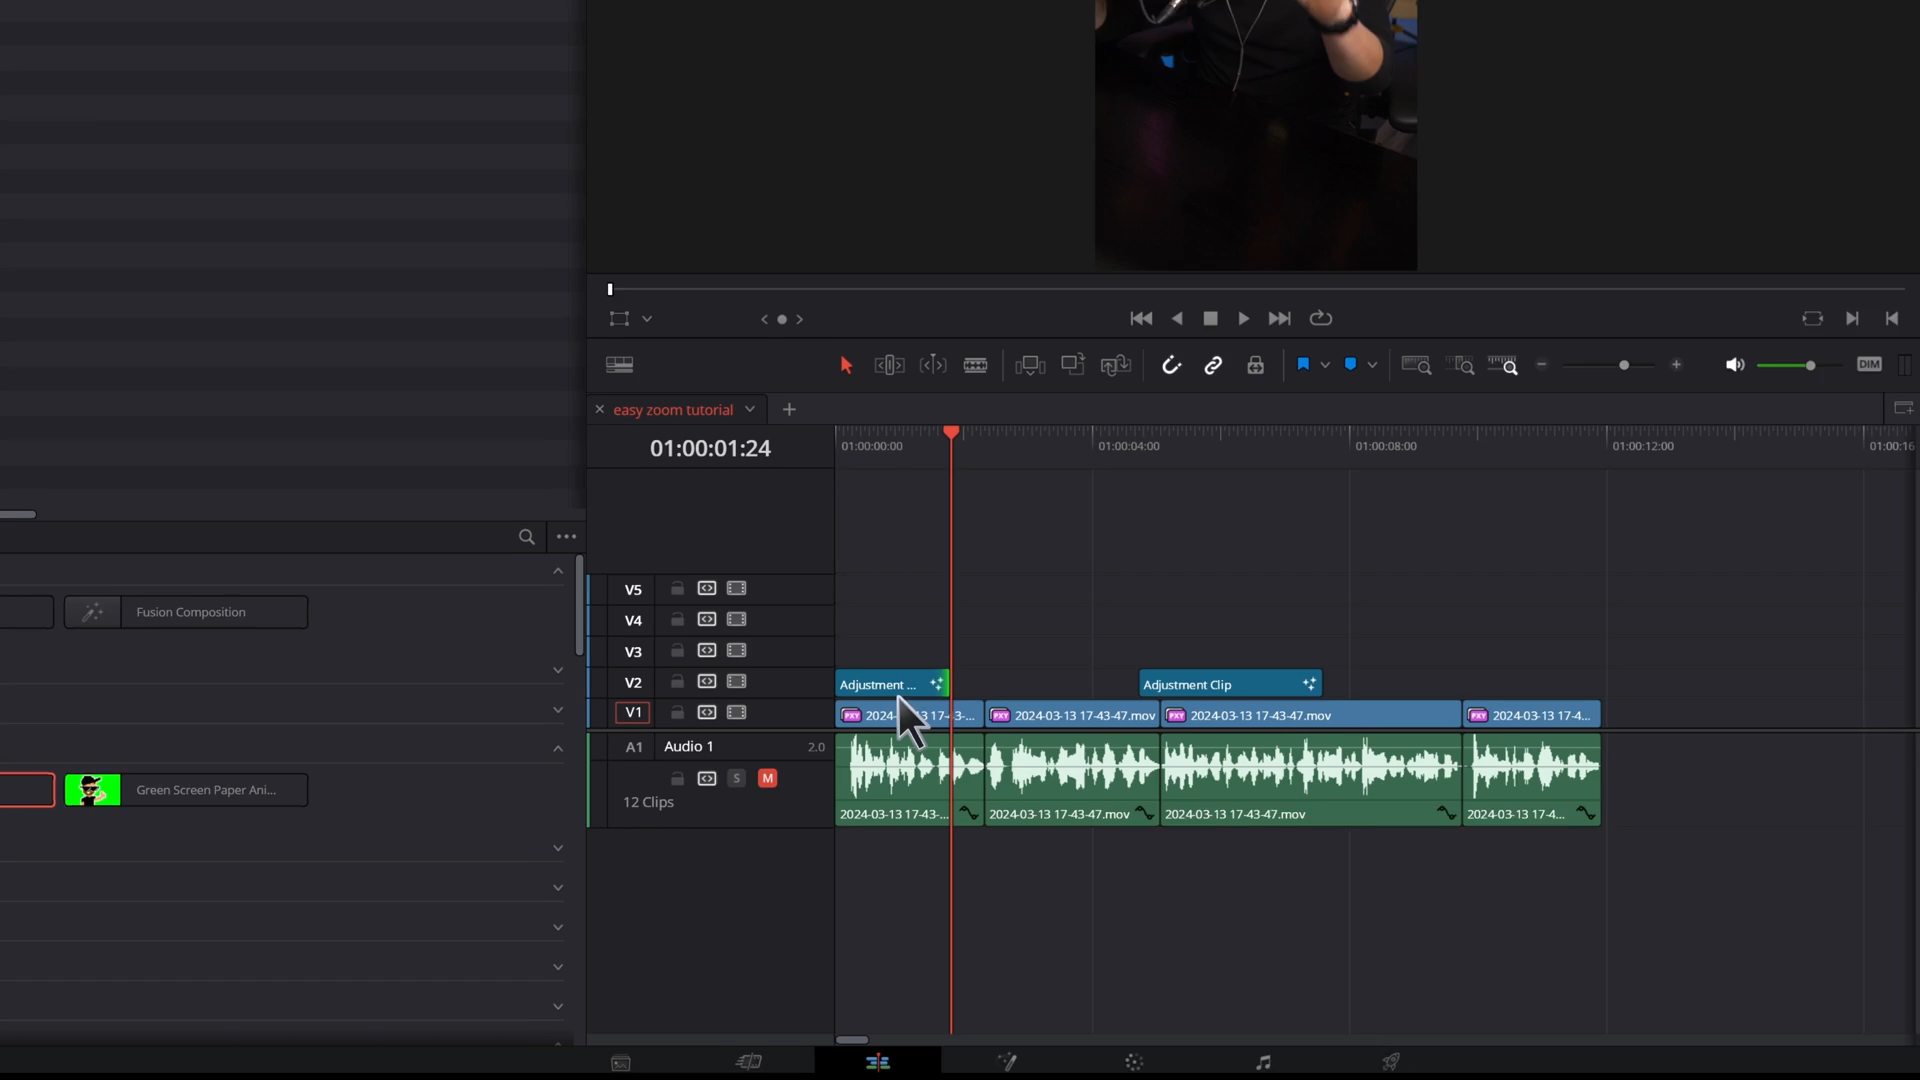 DIM
easy zoom tutorial
01:00:01:24
01:00:00:00
01:00:04:00
01:00:08:00
01:00:12:00
01:00:16
Fusion Composition
V5
V4
V3
V2
Adjustment ...
Adjustment Clip
V1
PXY
2024-
PXY 2024-03-13 17-43-47.mov
PXY 2024-03-13 17-43-47.mov
PXY 2024-03-13 17-4...
A1 Audio 1 2.0
S M
Green Screen Paper Ani...
12 Clips
2024-03-13 17-43-...
2024-03-13 17-43-47.mov
2024-03-13 17-43-47.mov
2024-03-13 17-4...